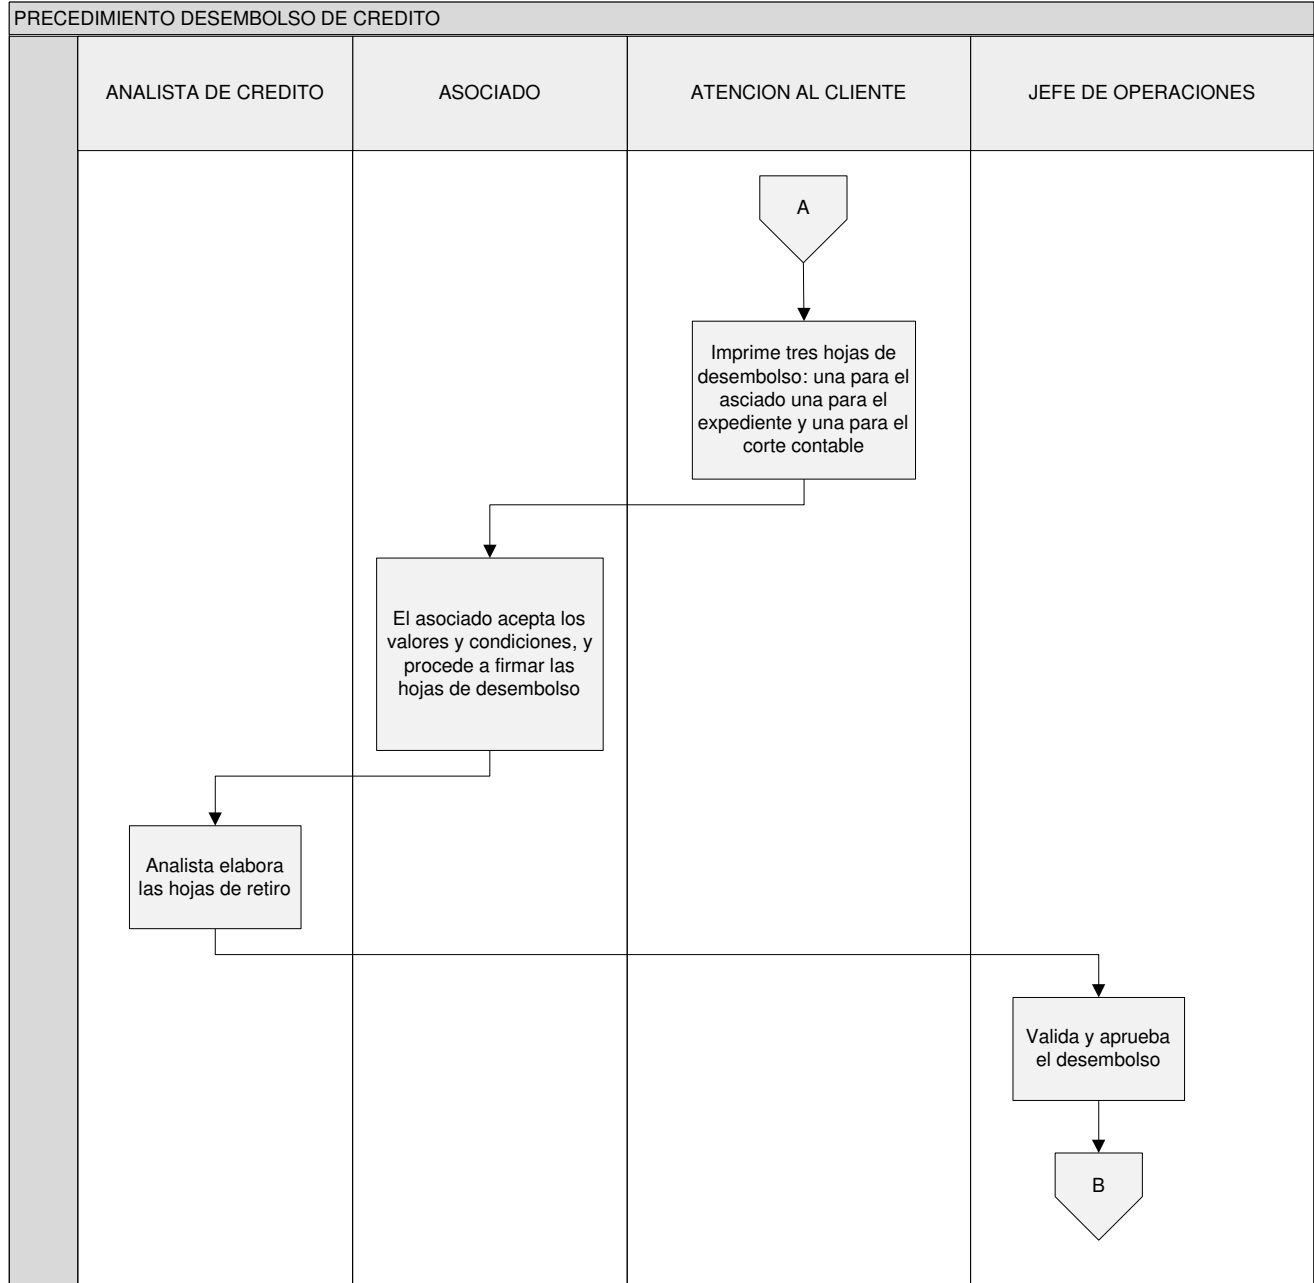 PRECEDIMIENTO DESEMBOLSO DE CREDITO
ANALISTA DE CREDITO
ASOCIADO
ATENCION AL CLIENTE
JEFE DE OPERACIONES
A
Imprime tres hojas de
desembolso: una para el
asciado una para el
expediente y una para el
corte contable
El asociado acepta los
valores y condiciones, y
procede a firmar las
hojas de desembolso
Analista elabora
las hojas de retiro
Valida y aprueba
el desembolso
B